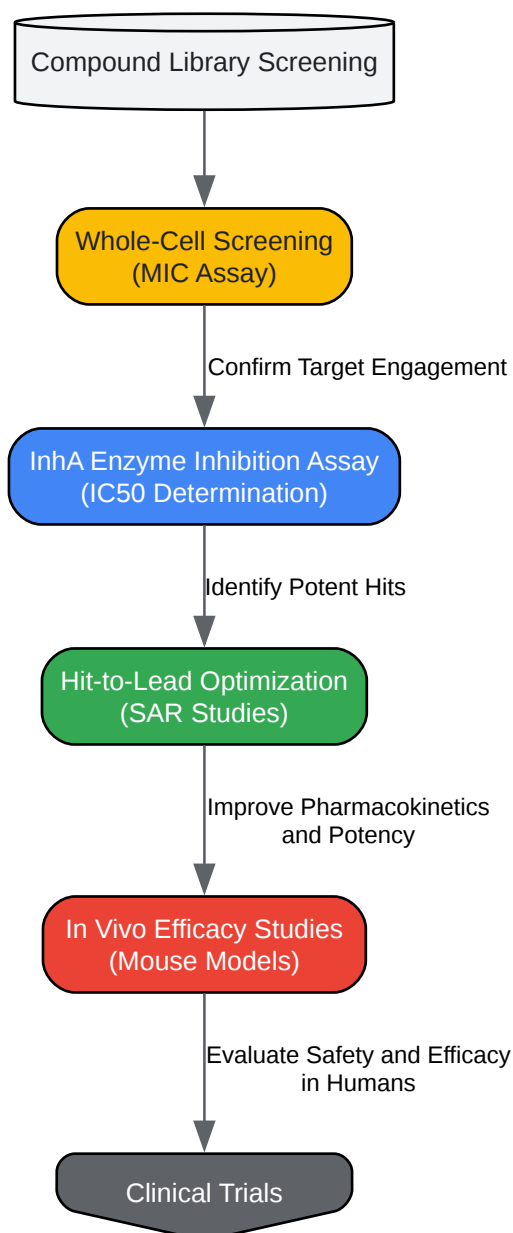 Compound Library Screening
Whole-Cell Screening
(MIC Assay)
Confirm Target Engagement
InhA Enzyme Inhibition Assay
(IC50 Determination)
Identify Potent Hits
Hit-to-Lead Optimization
(SAR Studies)
Improve Pharmacokinetics
and Potency
In Vivo Efficacy Studies
(Mouse Models)
Evaluate Safety and Efficacy
in Humans
Clinical Trials